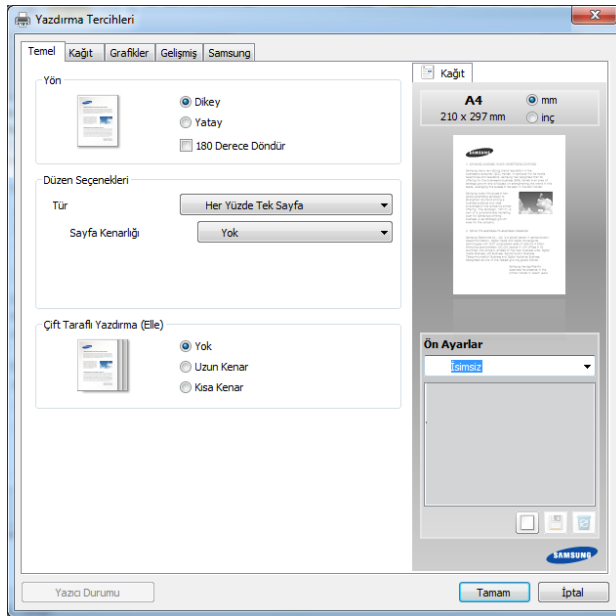 Yazdırma Tercihleri
Temel
Kağıt
Grafikler
Gelişmiş
Samsung
Yön
Dikey
Yatay
180 Derece Döndür
Düzen Seçenekleri
Tür
Her Yüzde Tek Sayfa
Sayfa Kenarlığı
Yok
Çift Taraflı Yazdırma (Elle)
Yok
Uzun Kenar
Kısa Kenar
Kağıt
A4
210 x 297 mm
mm
inç
SAMSUNG
Ön Ayarlar
İsimsiz
SAMSUNG
Yazıcı Durumu
Tamam
İptal